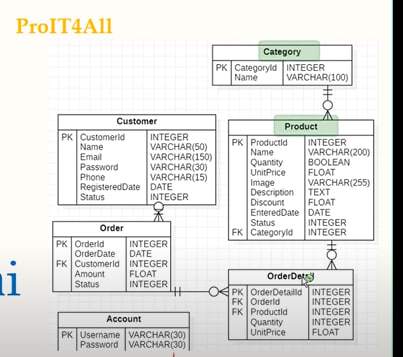 ProIT4All
Category
PK CategoryId INTEGER
Name VARCHAR(100)
Customer
PK CustomerId INTEGER
Name VARCHAR(50)
Email VARCHAR(150)
Password VARCHAR(30)
Phone VARCHAR(15)
RegisteredDate DATE
Status INTEGER
Product
PK ProductId INTEGER
Name VARCHAR(200)
Quantity BOOLEAN
UnitPrice FLOAT
Image VARCHAR(255)
Description TEXT
Discount FLOAT
EnteredDate DATE
Status INTEGER
FK CategoryId INTEGER
Order
PK OrderId INTEGER
OrderDate DATE
FK CustomerId INTEGER
Amount FLOAT
Status INTEGER
ni
OrderDetail
PK OrderDetailId INTEGER
FK OrderId INTEGER
FK ProductId INTEGER
Quantity INTEGER
UnitPrice FLOAT
Account
PK Username VARCHAR(30)
Password VARCHAR(30)